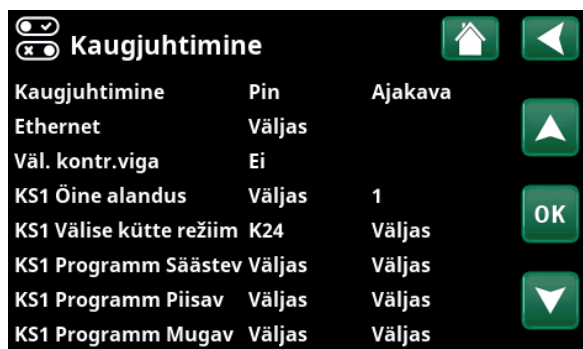 Kaugjuhtimine
Kaugjuhtimine Pin Ajakava
Ethernet Väljas
Väl. kontr.viga Ei
KS1 Öine alandus Väljas 1
OK
KS1 Välise kütte režiim K24 Väljas
KS1 Programm Säästev Väljas Väljas
KS1 Programm Piisav Väljas Väljas
KS1 Programm Mugav Väljas Väljas